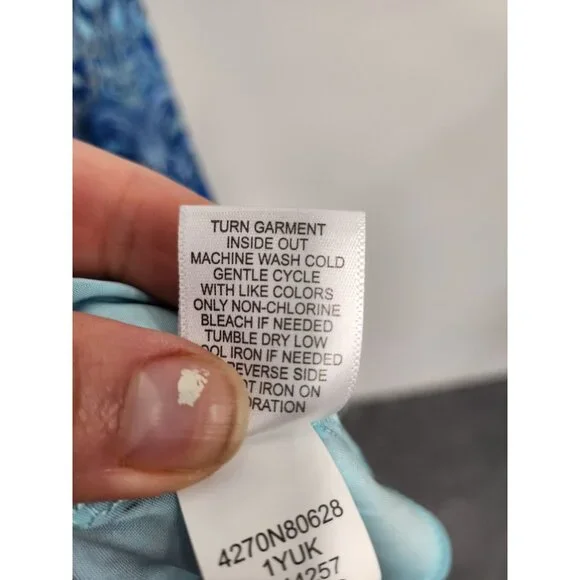 TURN GARMENT
INSIDE OUT
MACHINE WASH COLD
GENTLE CYCLE
WITH LIKE COLORS
ONLY NON-CHLORINE
BLEACH IF NEEDED
TUMBLE DRY LOW
IRON IF NEEDED
REVERSE SIDE
IRON ON
4270N80628
1YUK